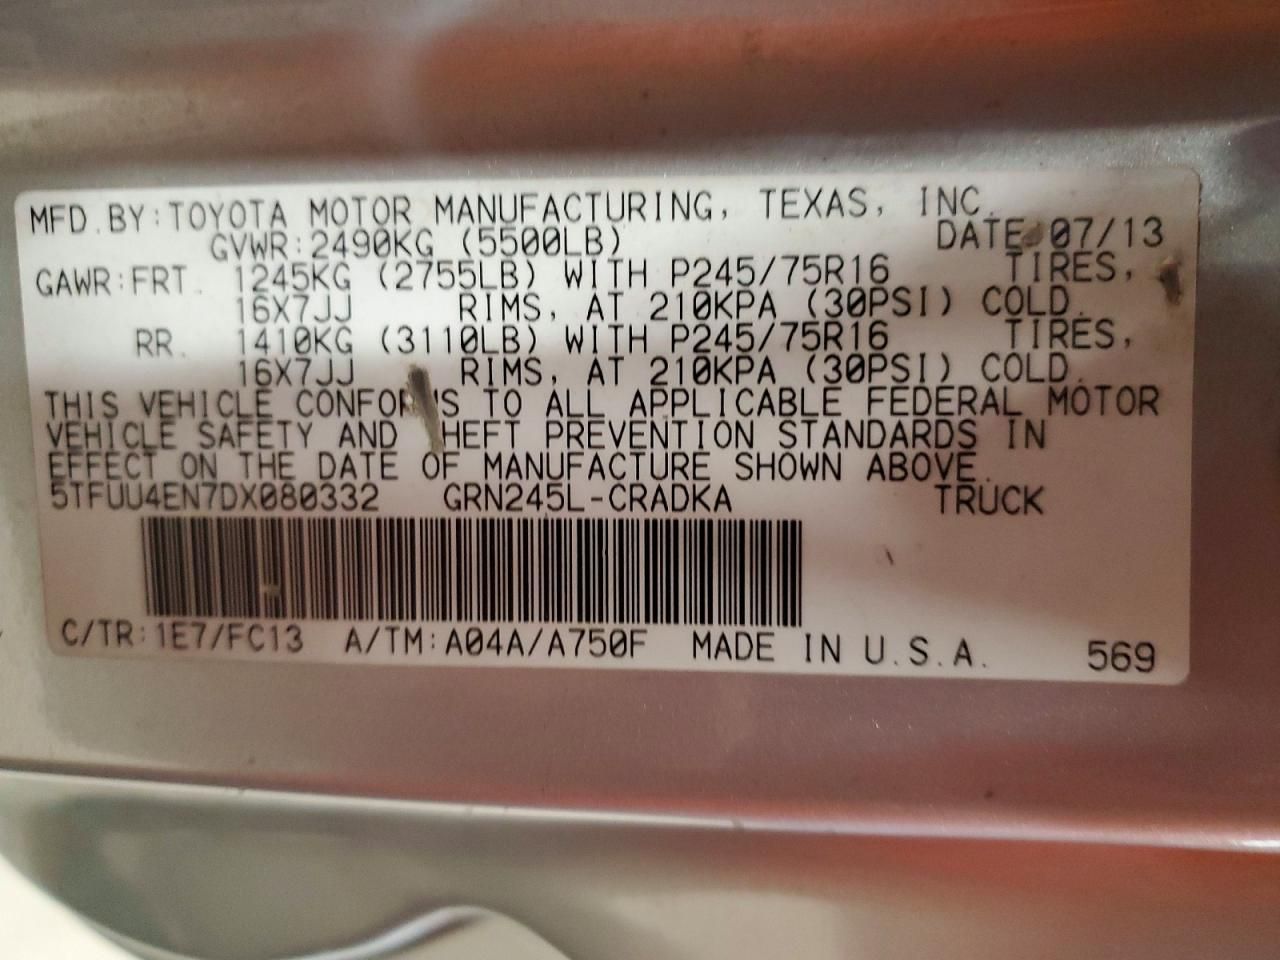 MFD. BY: TOYOTA MOTOR MANUFACTURING, TEXAS, INC.
GVWR: 2490KG (5500LB) DATE 07/13
GAWR: FRT. 1245KG (2755LB) WITH P245/75R16 TIRES,
16X7JJ RIMS, AT 210KPA (30PSI) COLD.
RR. 1410KG (3110LB) WITH P245/75R16 TIRES,
16X7JJ RIMS, AT 210KPA (30PSI) COLD.
THIS VEHICLE CONFORMS TO ALL APPLICABLE FEDERAL MOTOR
VEHICLE SAFETY AND THEFT PREVENTION STANDARDS IN
EFFECT ON THE DATE OF MANUFACTURE SHOWN ABOVE.
5TFUU4EN7DX080332 GRN245L-CRADKA TRUCK
C/TR: 1E7/FC13 A/TM: A04A/A750F MADE IN U.S.A. 569